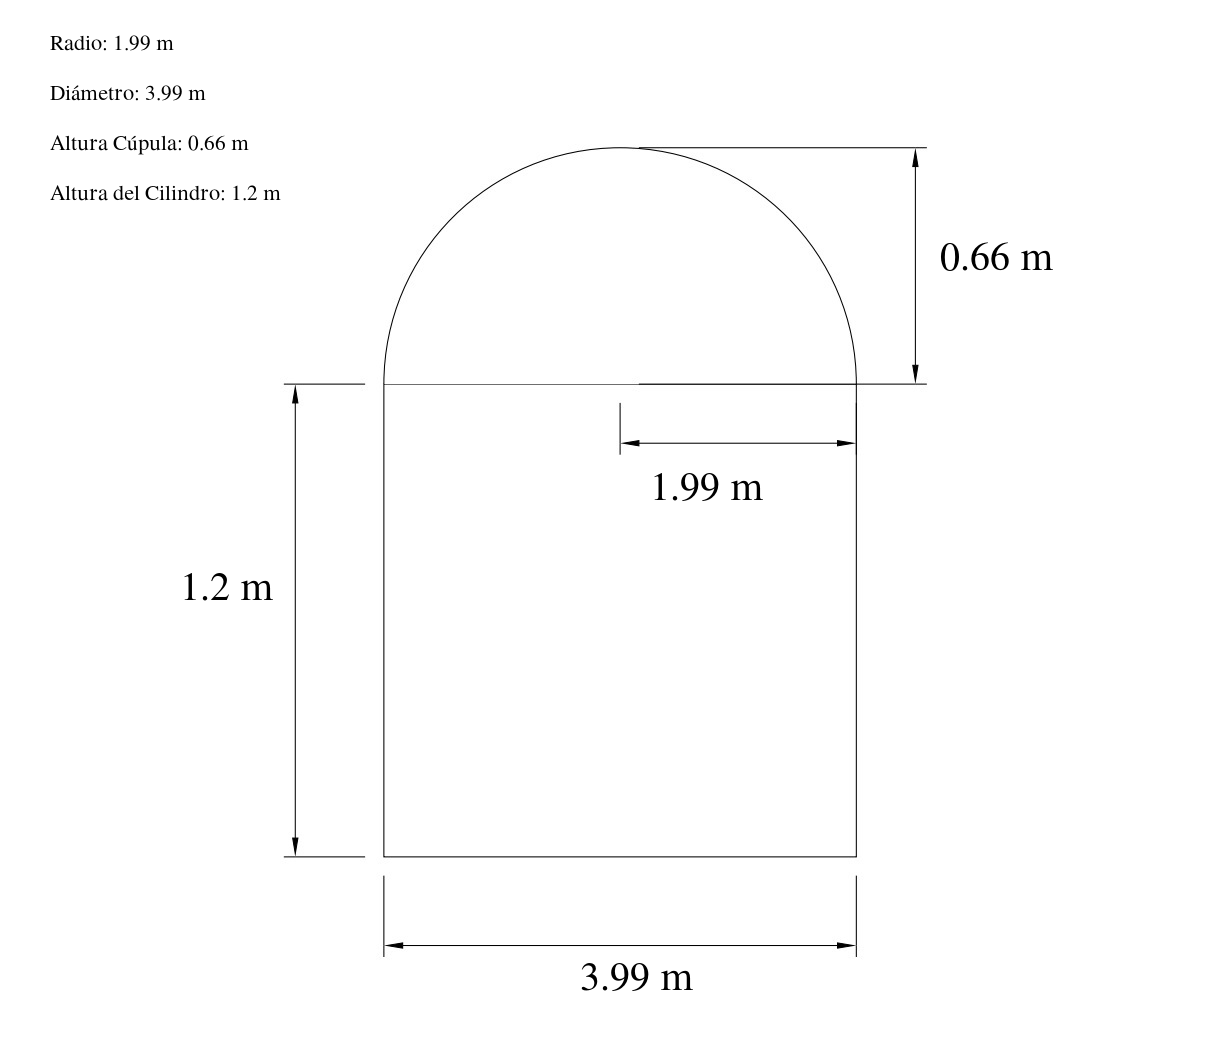 Radio: 1.99 m
Diámetro: 3.99 m
Altura Cúpula: 0.66 m
Altura del Cilindro: 1.2 m
0.66 m
1.99 m
1.2 m
3.99 m